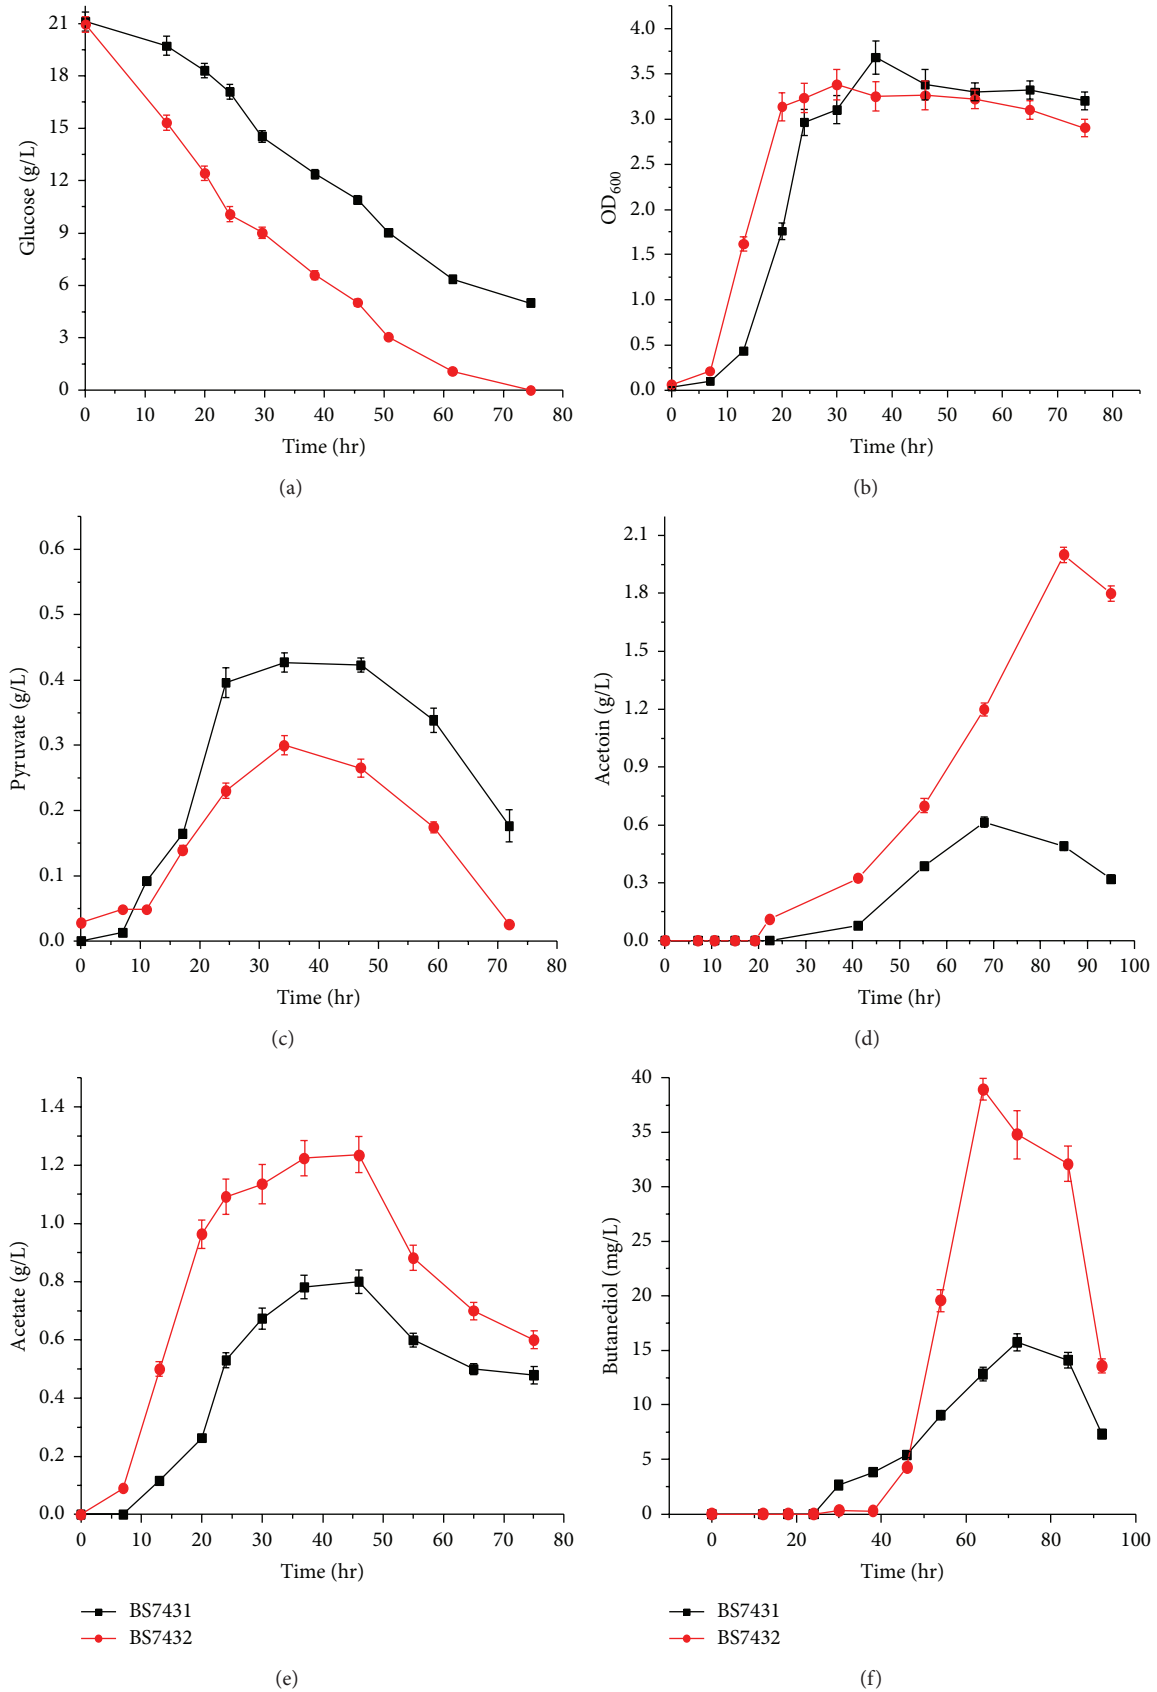 21
18
15
12
9
6
3
0
Glucose (g/L)
0 10 20 30 40 50 60 70 80
Time (hr)
(a)
4.0
3.5
3.0
2.5
2.0
1.5
1.0
0.5
0.0
OD600
0 10 20 30 40 50 60 70 80
Time (hr)
(b)
0.6
0.5
0.4
0.3
0.2
0.1
0.0
Pyruvate (g/L)
0 10 20 30 40 50 60 70 80
Time (hr)
(c)
2.1
1.8
1.5
1.2
0.9
0.6
0.3
0.0
Acetoin (g/L)
0 10 20 30 40 50 60 70 80 90 100
Time (hr)
(d)
1.4
1.2
1.0
0.8
0.6
0.4
0.2
0.0
Acetate (g/L)
0 10 20 30 40 50 60 70 80
Time (hr)
BS7431
BS7432
(e)
40
35
30
25
20
15
10
5
0
Butanediol (mg/L)
0 20 40 60 80 100
Time (hr)
BS7431
BS7432
(f)